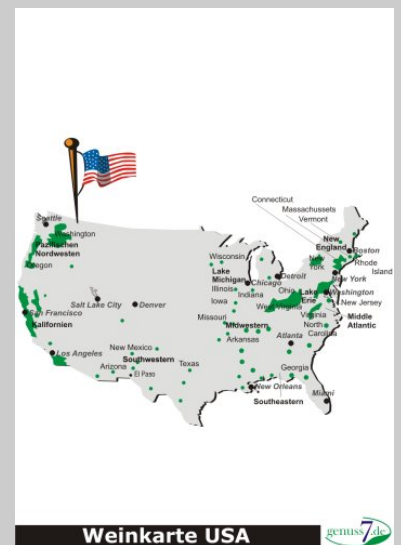 Connecticut
Massachussets
Vermont
Seattle
Washington
Pazifischen
Nordwesten
Oregon
New
England
Boston
Rhode
Island
New
York
New York
Wisconsin
Lake
Michigan
Chicago
Detroit
Illinois
Indiana
Ohio
Lake
Erie
Washington
New Jersey
Iowa
West Virginia
Virginia
Middle
Atlantic
Salt Lake City
Denver
San Francisco
Kalifornien
Missouri
Midwestern
North
Carolina
Arkansas
Atlanta
Los Angeles
New Mexico
Southwestern
Arizona
El Paso
Texas
Georgia
New Orleans
Southeastern
Miami
Weinkarte USA
genuss7.de